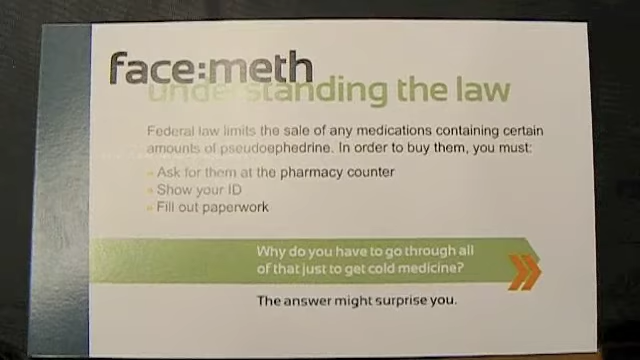 face:meth
understanding the law
Federal law limits the sale of any medications containing certain
amounts of pseudoephedrine. In order to buy them, you must:
» Ask for them at the pharmacy counter
» Show your ID
» Fill out paperwork
Why do you have to go through all
of that just to get cold medicine?
The answer might surprise you.